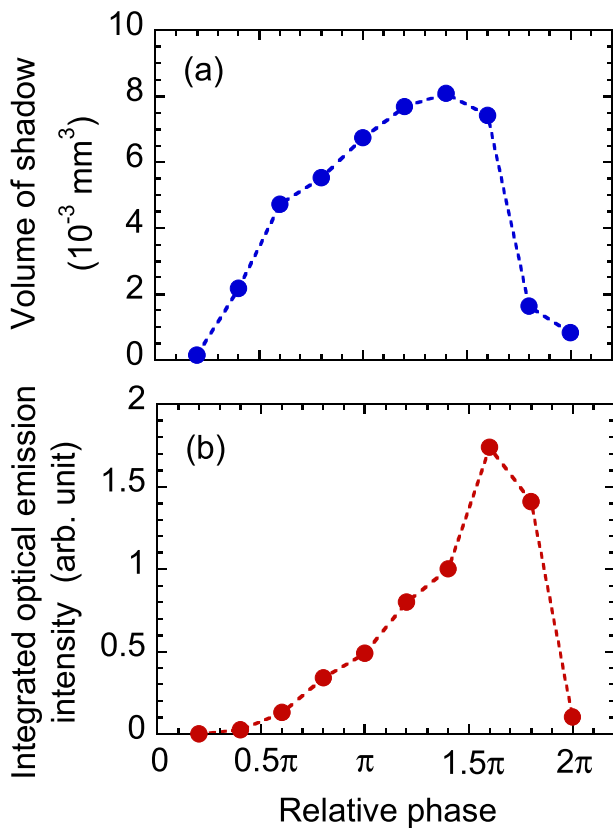 10
8
6
4
2
0
(a)
Volume of shadow
(10⁻³ mm³)
2
1.5
1
0.5
0
(b)
Integrated optical emission
intensity (arb. unit)
0 0.5π π 1.5π 2π
Relative phase